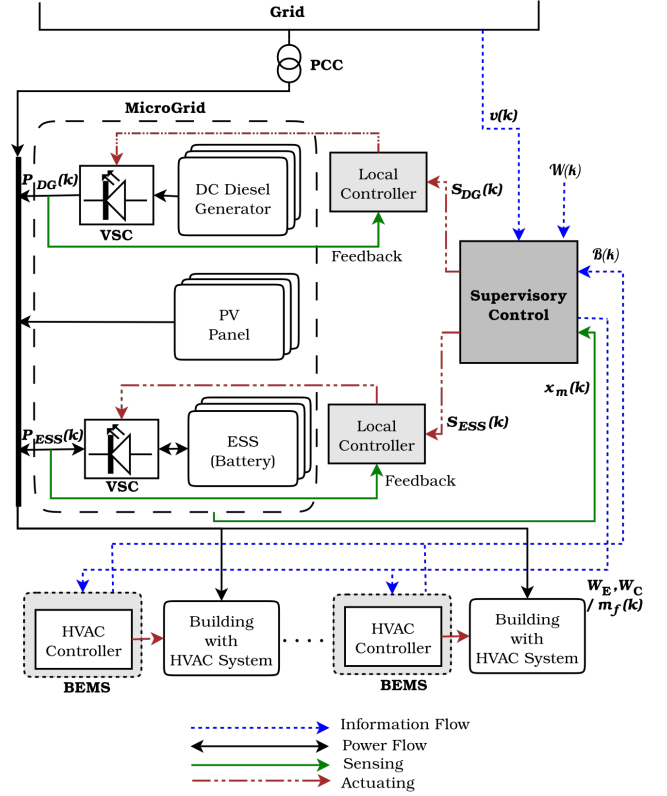 Grid
PCC
MicroGrid
v(k)
W(k)
P_DG(k)
VSC
DC Diesel
Generator
Local
Controller
S_DG(k)
Feedback
B(k)
Supervisory
Control
PV
Panel
x_m(k)
P_ESS(k)
VSC
ESS
(Battery)
Local
Controller
S_ESS(k)
Feedback
W_E,W_C
/ m_f(k)
HVAC
Controller
BEMS
Building
with
HVAC System
. . . .
HVAC
Controller
BEMS
Building
with
HVAC System
Information Flow
Power Flow
Sensing
Actuating